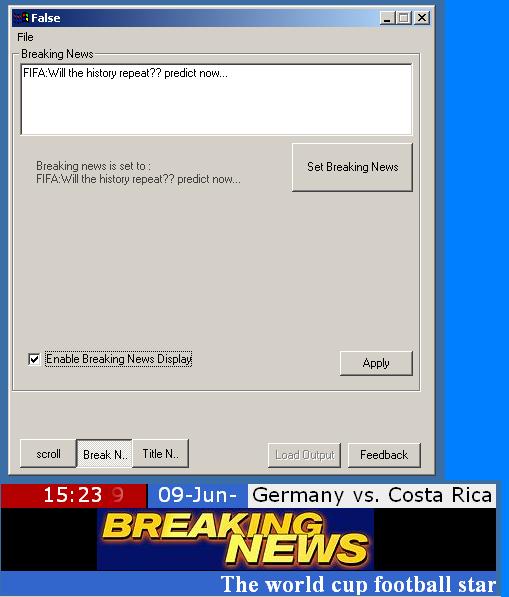 False
File
Breaking News
FIFA:Will the history repeat?? predict now...
Breaking news is set to :
FIFA:Will the history repeat?? predict now...
Set Breaking News
Enable Breaking News Display
Apply
scroll
Break N..
Title N..
Load Output
Feedback
15:23 9 09-Jun- Germany vs. Costa Rica
BREAKING
NEWS
The world cup football star